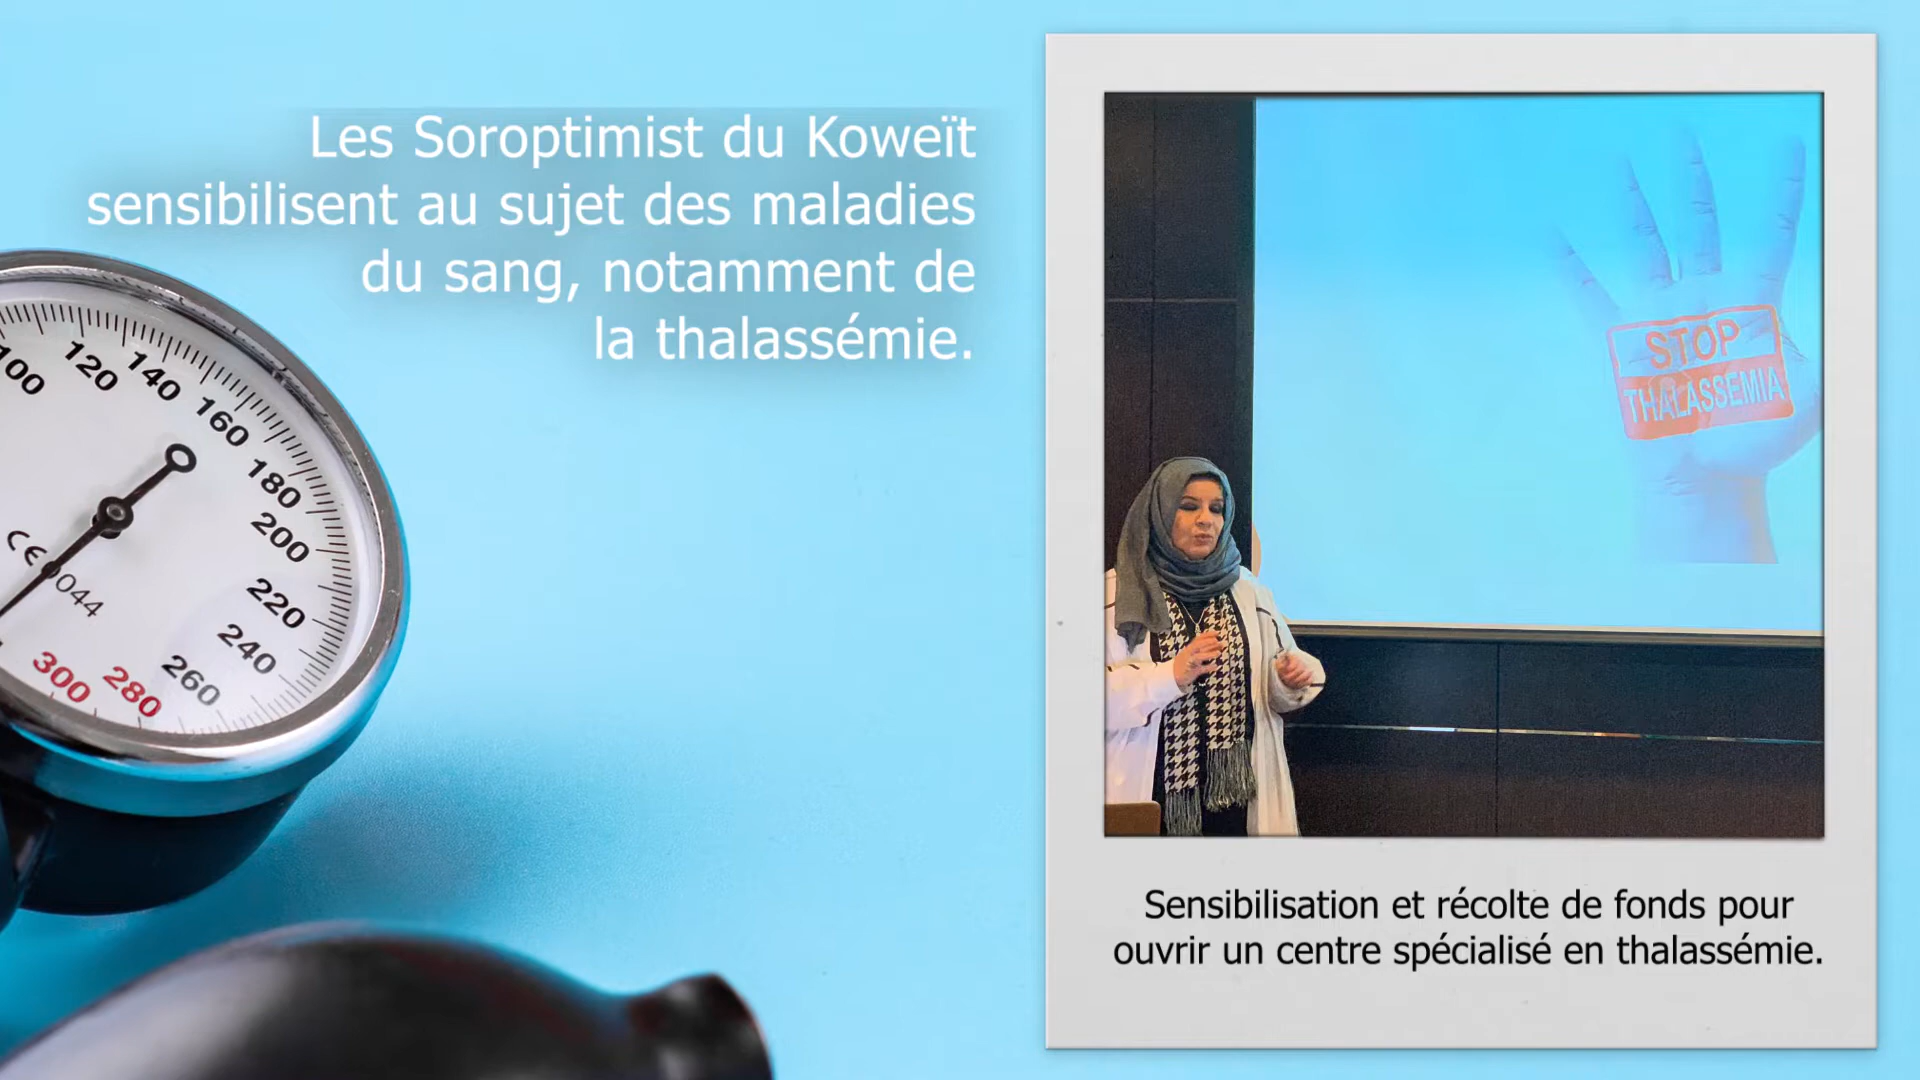 Les Soroptimist du Koweït
sensibilisent au sujet des maladies
du sang, notamment de
la thalassémie.
100
120
140
160
180
200
220
240
260
280
300
CE 0044
STOP
THALASSEMIA
Sensibilisation et récolte de fonds pour
ouvrir un centre spécialisé en thalassémie.